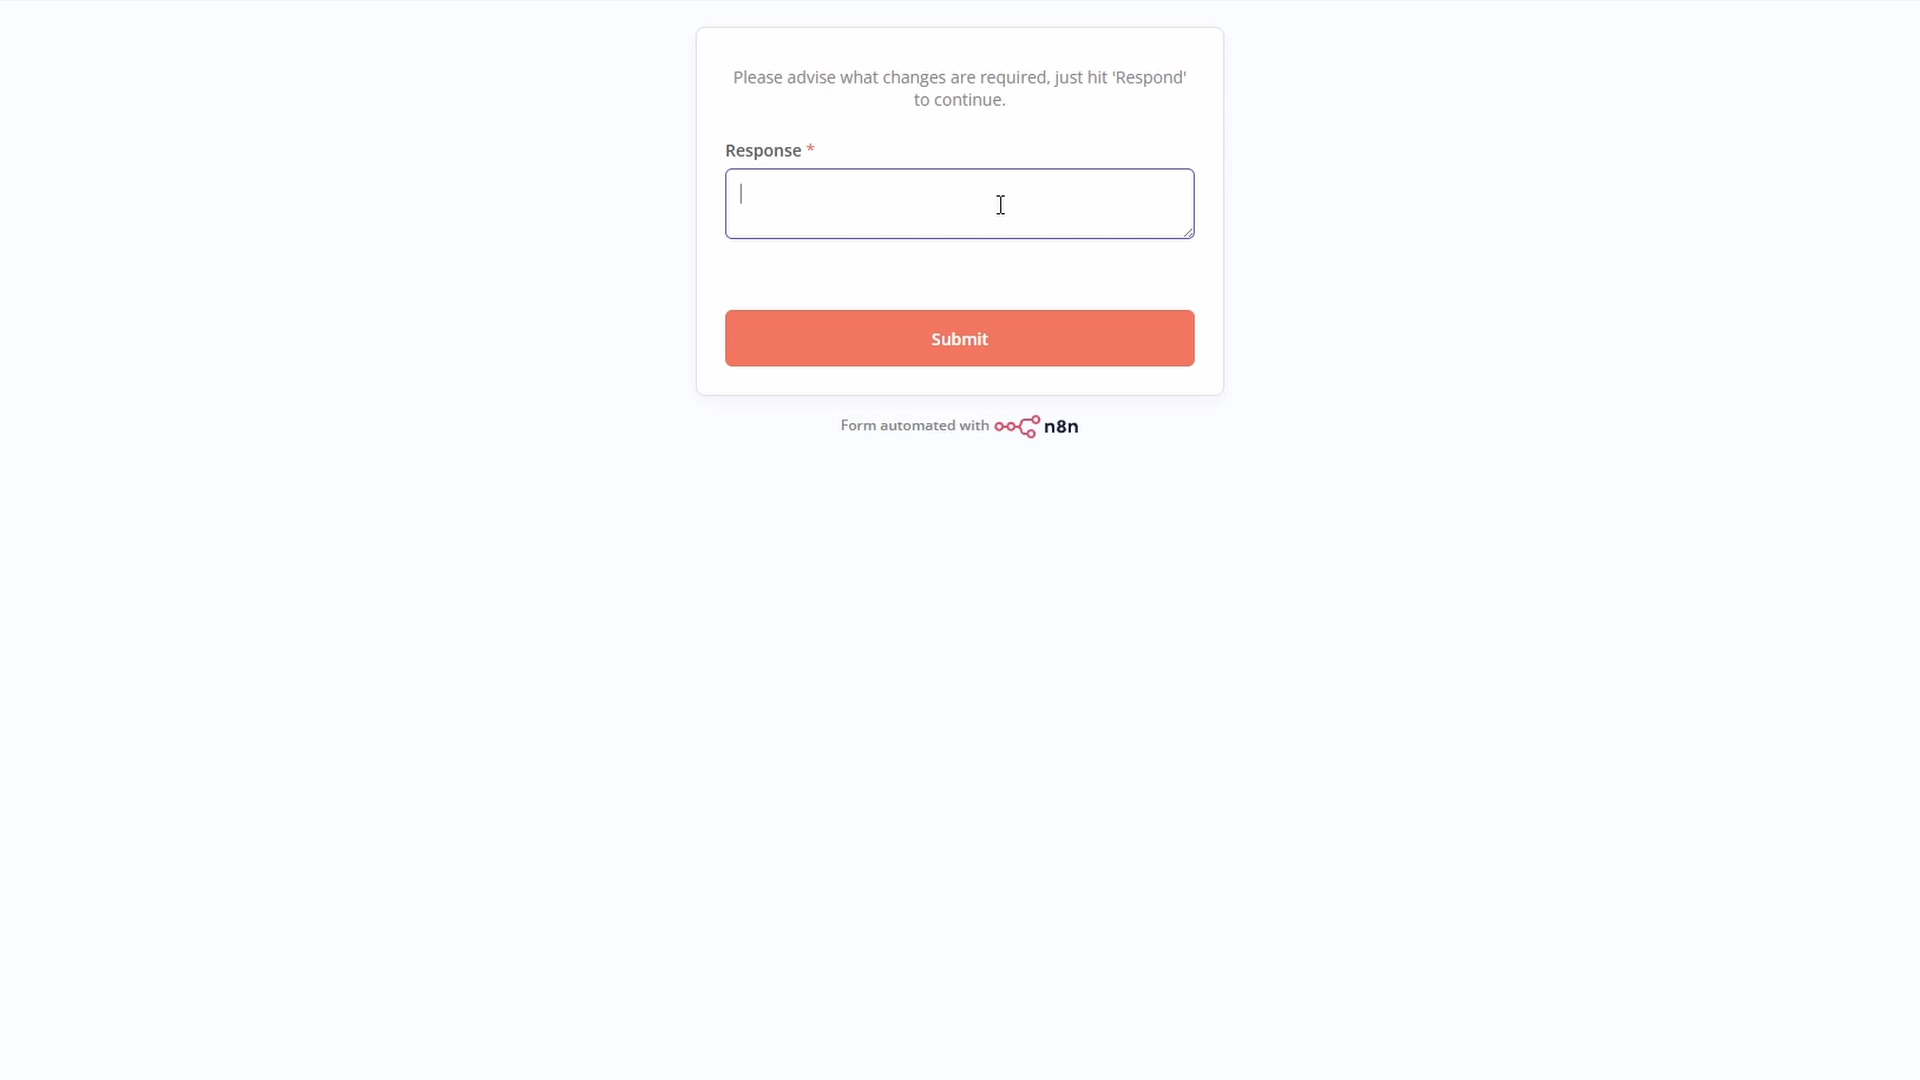 Please advise what changes are required, just hit 'Respond'
to continue.
Response *
Submit
Form automated with n8n